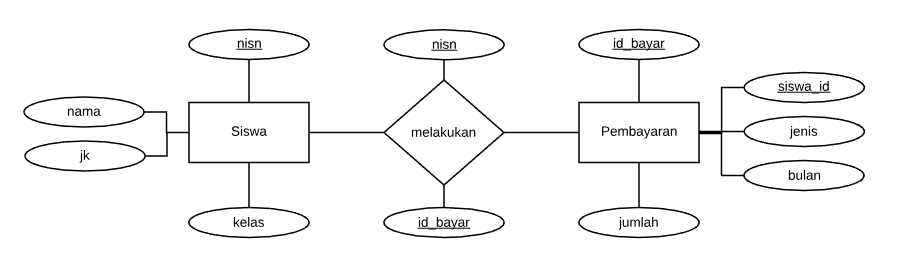 nisn
nisn
id_bayar
siswa_id
nama
Siswa
melakukan
Pembayaran
jenis
jk
bulan
kelas
id_bayar
jumlah